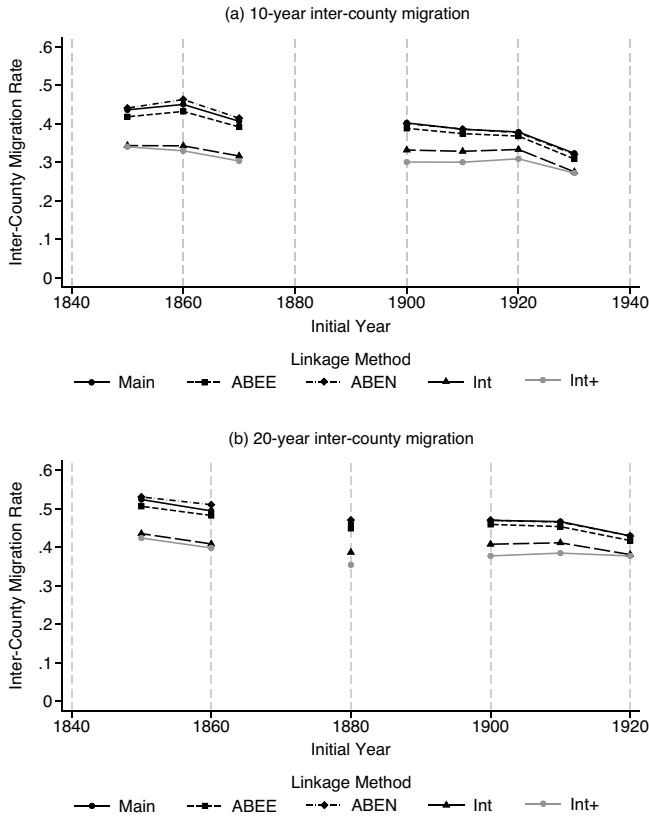 (a) 10-year inter-county migration
Inter-County Migration Rate
.6
.5
.4
.3
.2
.1
0
1840 1860 1880 1900 1920 1940
Initial Year
Linkage Method
Main ABEE ABEN Int Int+
(b) 20-year inter-county migration
Inter-County Migration Rate
.6
.5
.4
.3
.2
.1
0
1840 1860 1880 1900 1920
Initial Year
Linkage Method
Main ABEE ABEN Int Int+